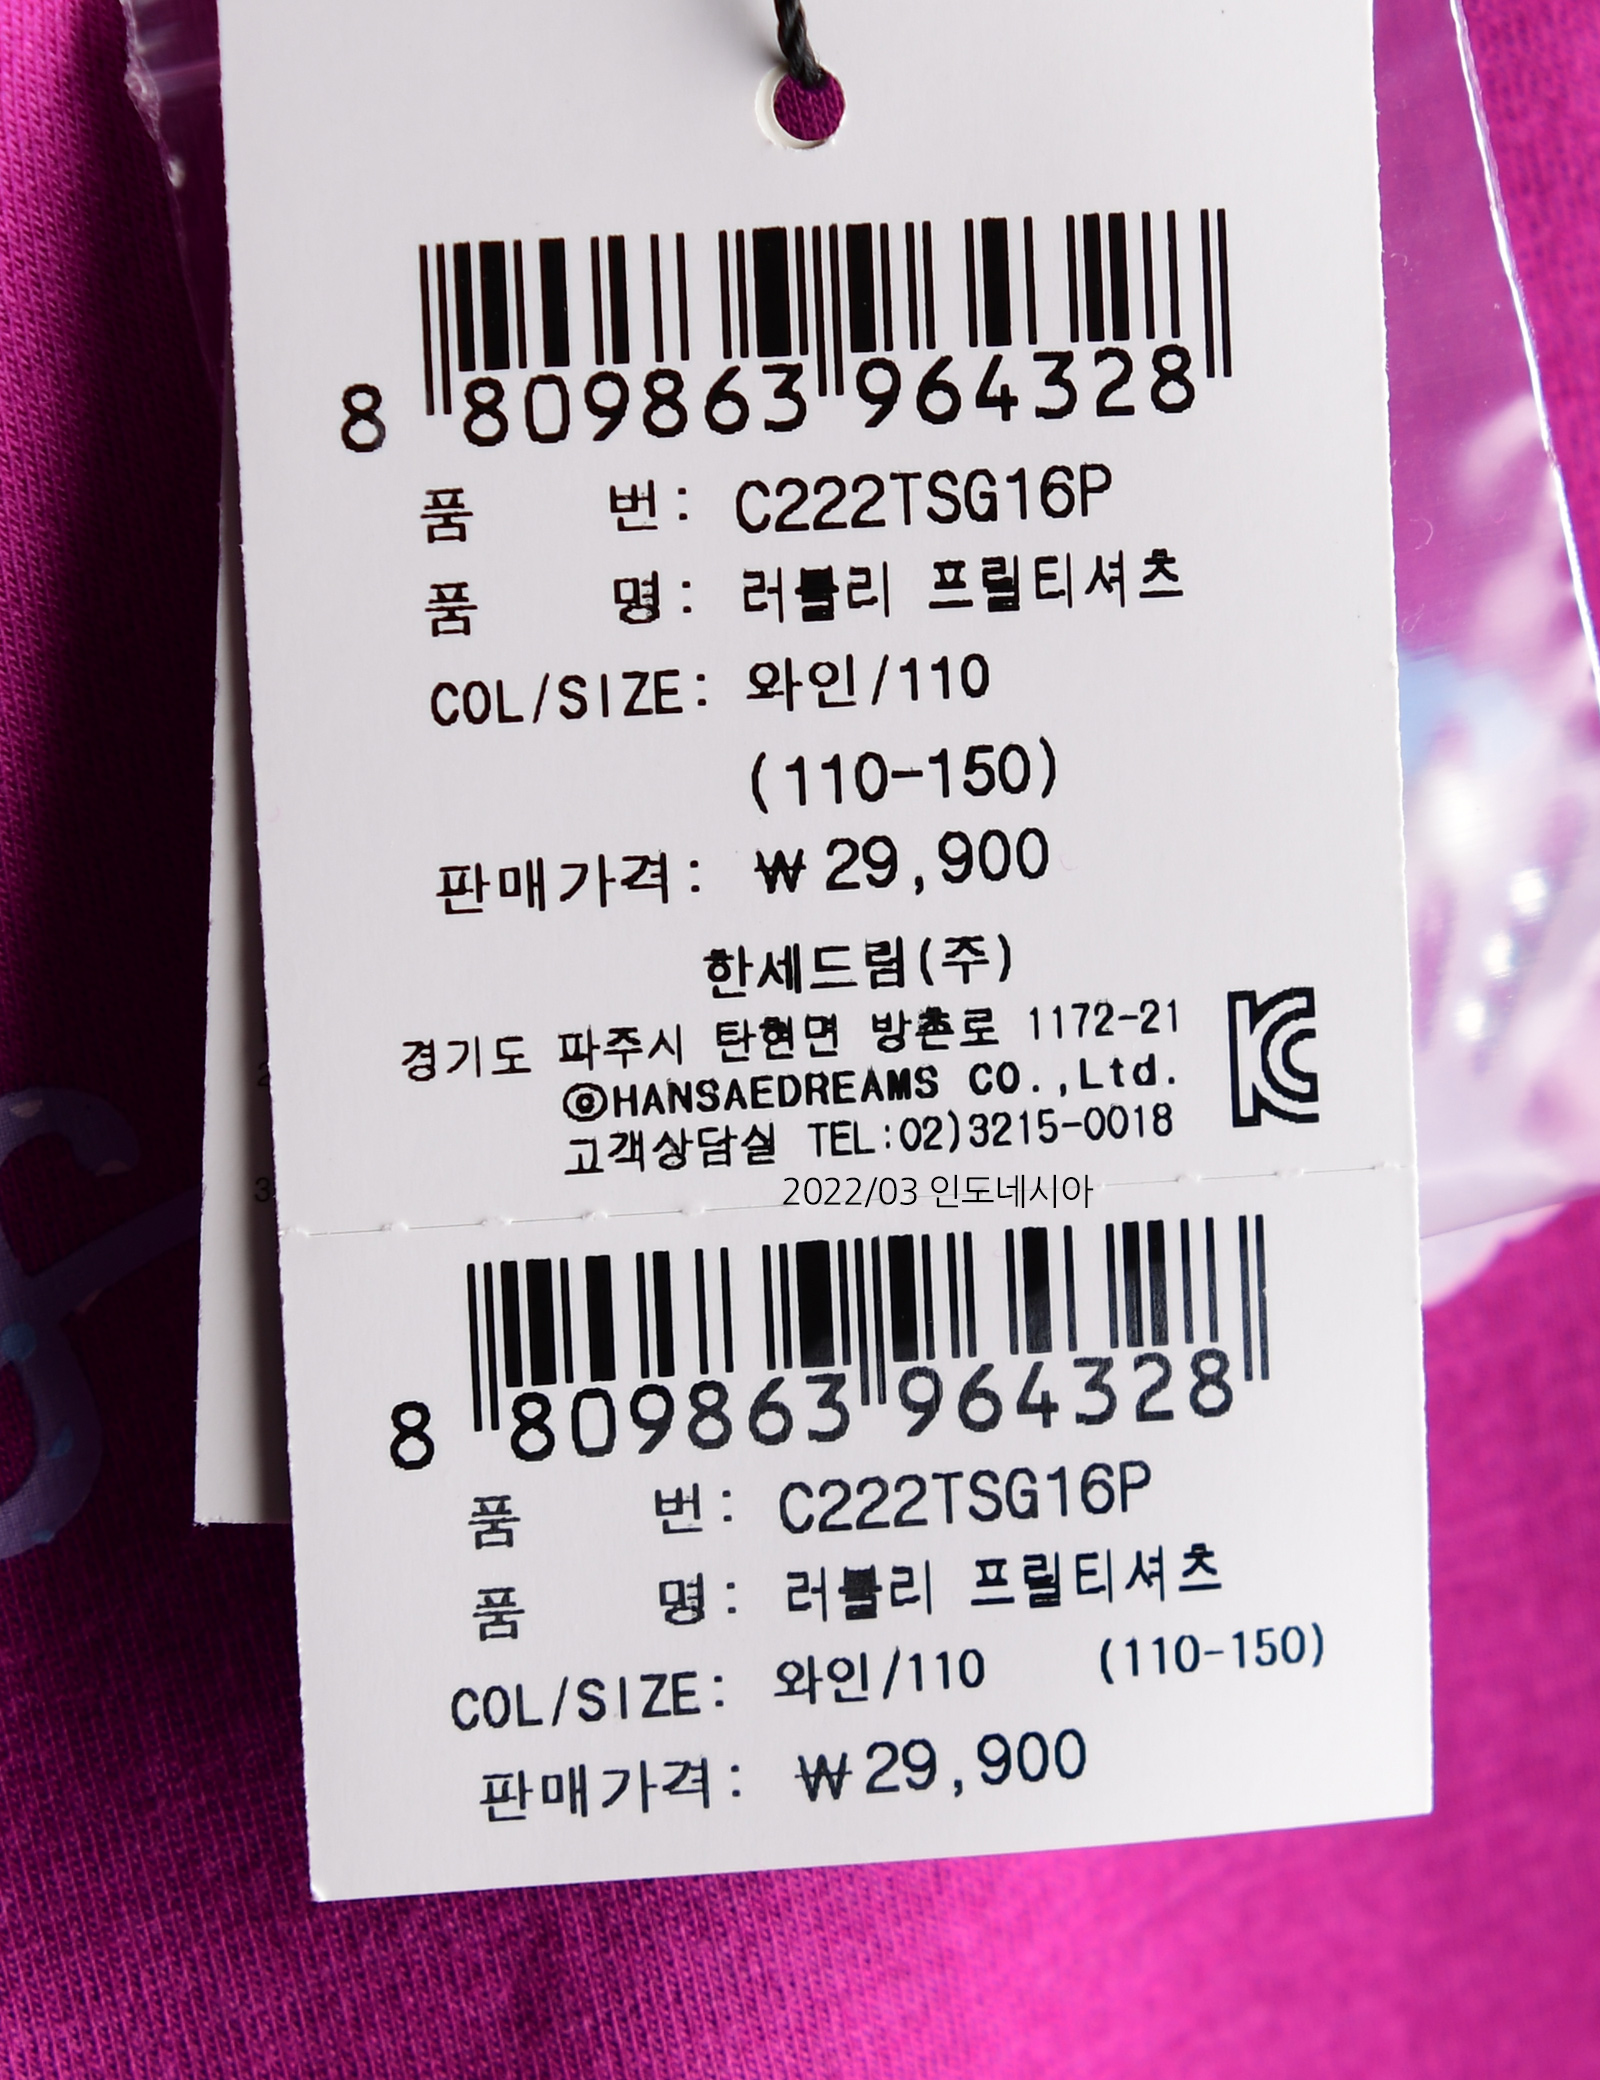 8 809863 964328
품 번: C222TSG16P
품 명: 러블리 프릴티셔츠
COL/SIZE: 와인/110
(110-150)
판매가격: ₩29,900
한세드림(주)
경기도 파주시 탄현면 방촌로 1172-21
©HANSAEDREAMS CO.,Ltd.
고객상담실 TEL:02)3215-0018
KC
2022/03 인도네시아
8 809863 964328
품 번: C222TSG16P
품 명: 러블리 프릴티셔츠
COL/SIZE: 와인/110 (110-150)
판매가격: ₩29,900